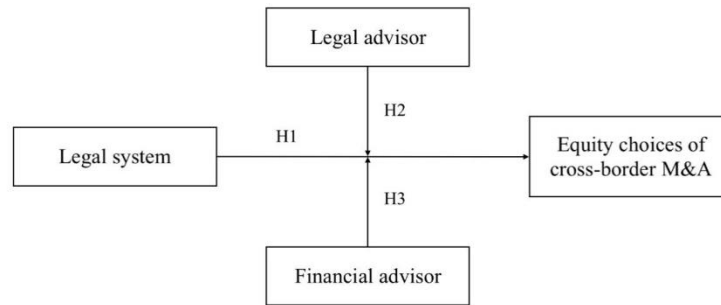 Legal advisor
H2
H1
Legal system
Equity choices of
cross-border M&A
H3
Financial advisor